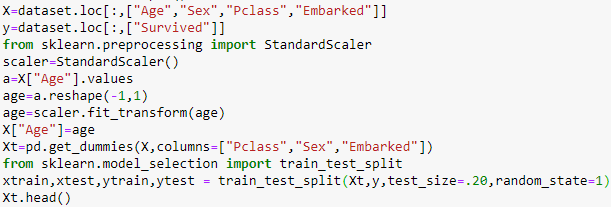 X=dataset.loc[:,["Age","Sex","Pclass","Embarked"]]
y=dataset.loc[:,["Survived"]]
from sklearn.preprocessing import StandardScaler
scaler=StandardScaler()
a=X["Age"].values
age=a.reshape(-1,1)
age=scaler.fit_transform(age)
X["Age"]=age
Xt=pd.get_dummies(X,columns=["Pclass","Sex","Embarked"])
from sklearn.model_selection import train_test_split
xtrain,xtest,ytrain,ytest = train_test_split(Xt,y,test_size=.20,random_state=1)
Xt.head()